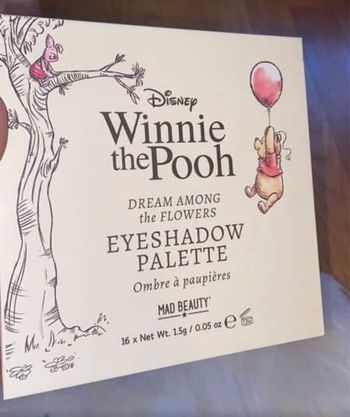 Disney
Winnie
the Pooh
DREAM AMONG
the FLOWERS
EYESHADOW
PALETTE
Ombre à paupières
MAD BEAUTY
16 x Net Wt. 1.5g / 0.05 oz ℮